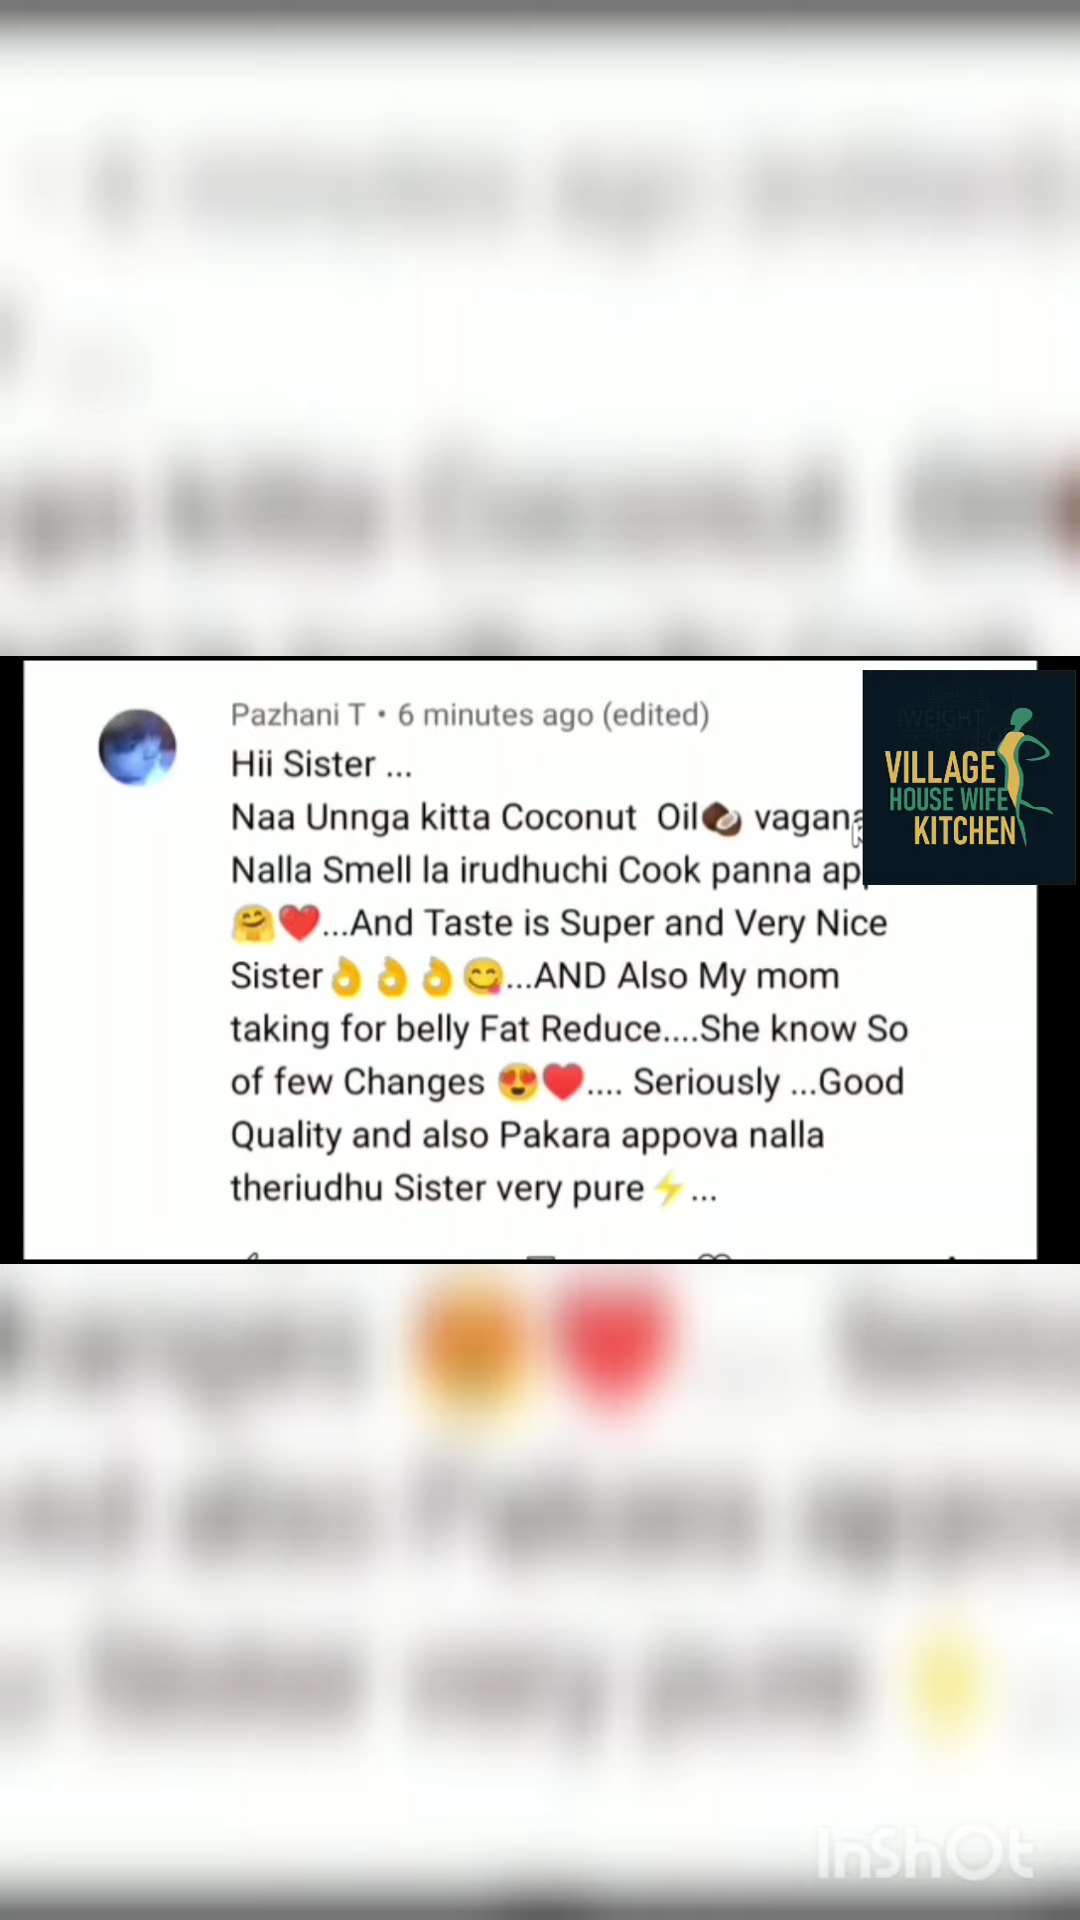 Pazhani T • 6 minutes ago (edited)
Hii Sister ...
Naa Unnga kitta Coconut Oil🥥 vagana
Nalla Smell la irudhuchi Cook panna
🤗❤️...And Taste is Super and Very Nice
Sister👌👌👌😋...AND Also My mom
taking for belly Fat Reduce....She know So
of few Changes 😍❤️.... Seriously ...Good
Quality and also Pakara appova nalla
theriudhu Sister very pure⚡...
WEIGHT
VILLAGE
HOUSE WIFE
KITCHEN
InShOt